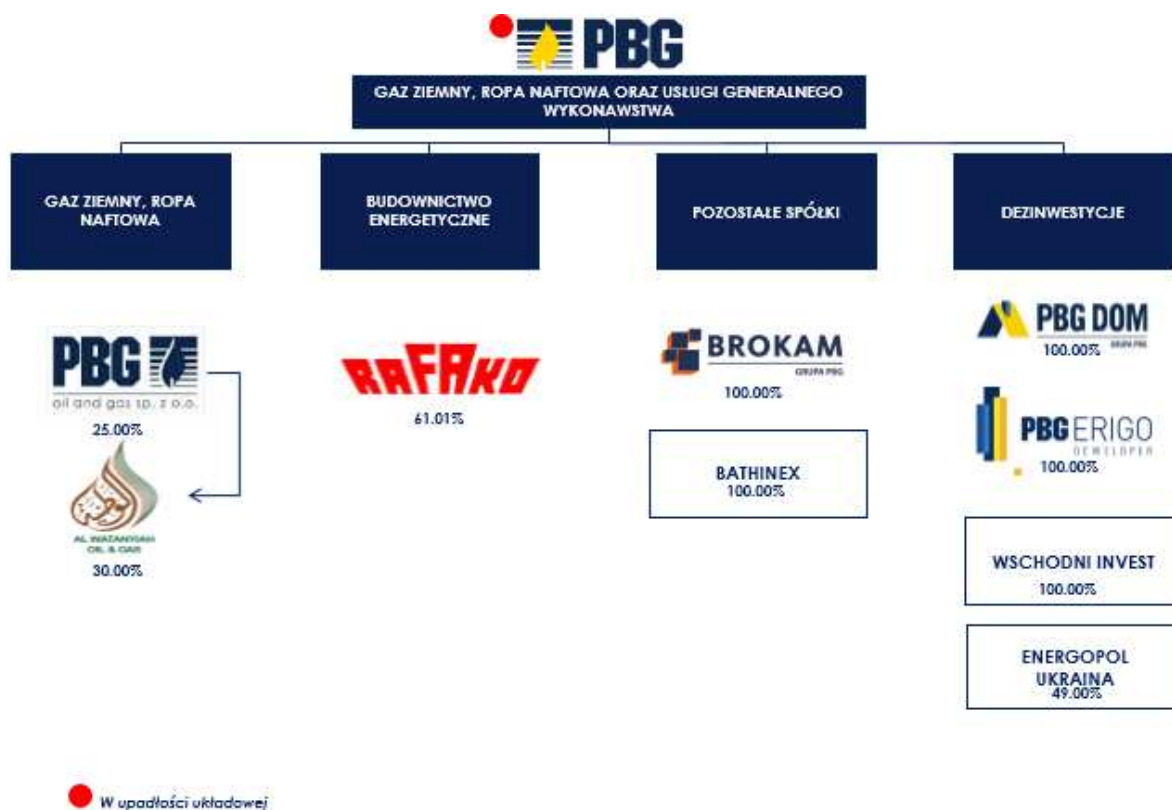 PBG
GAZ ZIEMNY, ROPA NAFTOWA ORAZ USŁUGI GENERALNEGO
WYKONAWSTWA
GAZ ZIEMNY, ROPA
NAFTOWA
BUDOWNICTWO
ENERGETYCZNE
POZOSTAŁE SPÓŁKI
DEZINWESTYCJE
PBG
oil and gas sp. z o.o.
25.00%
AL WATANIYAH
OIL & GAS
30.00%
RAFAKO
61.01%
BROKAM
GRUPA PBG
100.00%
BATHINEX
100.00%
PBG DOM
GRUPA PBG
100.00%
PBG ERIGO
DEWELOPER
100.00%
WSCHODNI INVEST
100.00%
ENERGOPOL
UKRAINA
49.00%
W upadłości układowej